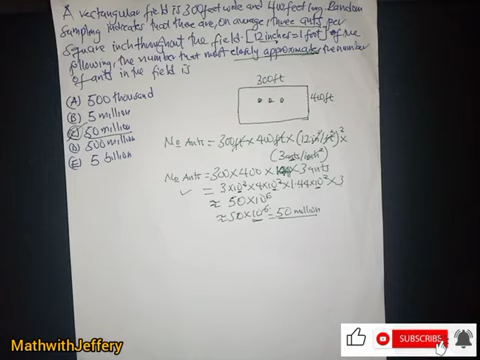 A rectangular field is 300 feet wide and 400 feet long. Random
Sampling indicates that there are, on average, three ants per
square inch throughout the field. [12 inches = 1 foot] Of the
following, the number that most closely approximates the number
of ants in the field is
(A) 500 thousand
(B) 5 million
(C) 50 million
(D) 500 million
(E) 5 billion
300ft
400ft
No Ants = 300ft × 400ft × (12in/ft)² ×
(3ants/inch²)
No Ants = 300 × 400 × 144 × 3 ants
= 3 × 10² × 4 × 10² × 1.44 × 10² × 3
≈ 50 × 10⁶
≈ 50 × 10⁶ = 50 million
MathwithJeffery
SUBSCRIBE